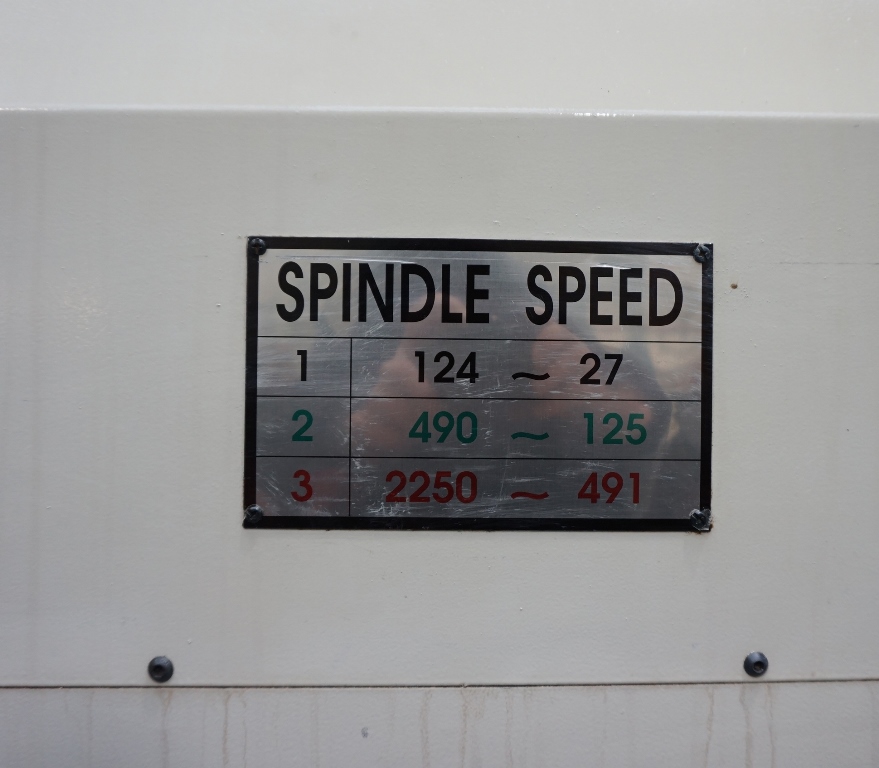 SPINDLE SPEED
1 124 ~ 27
2 490 ~ 125
3 2250 ~ 491